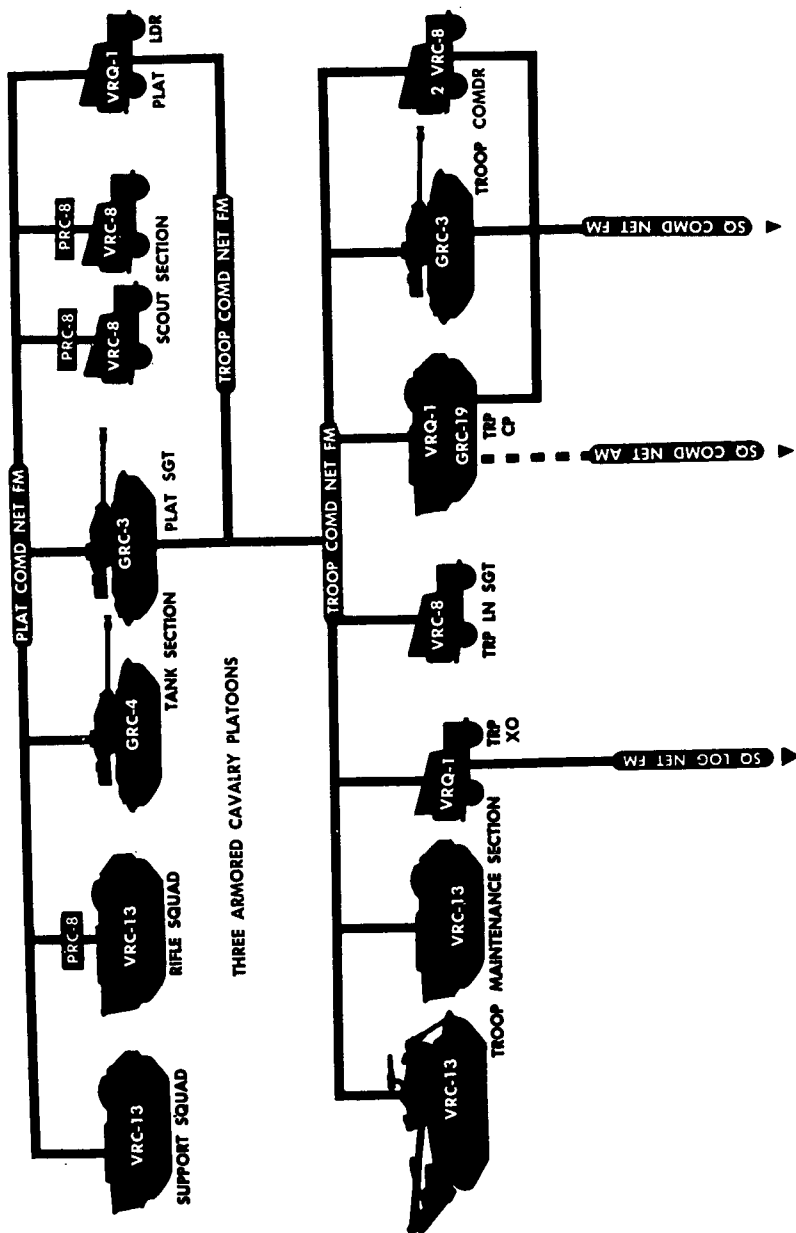 PLAT COMD NET FM
VRC-13
SUPPORT SQUAD
PRC-8
VRC-13
RIFLE SQUAD
GRC-4
TANK SECTION
GRC-3
PLAT SGT
PRC-8
VRC-8
PRC-8
VRC-8
SCOUT SECTION
VRQ-1
PLAT LDR
THREE ARMORED CAVALRY PLATOONS
TROOP COMD NET FM
TROOP COMD NET FM
VRC-13
VRC-13
TROOP MAINTENANCE SECTION
VRQ-1
TRP
XO
VRC-8
TRP LN SGT
VRQ-1
GRC-19
TRP
CP
GRC-3
2 VRC-8
TROOP COMDR
SQ LOG NET FM
SQ COMD NET AM
SQ COMD NET FM